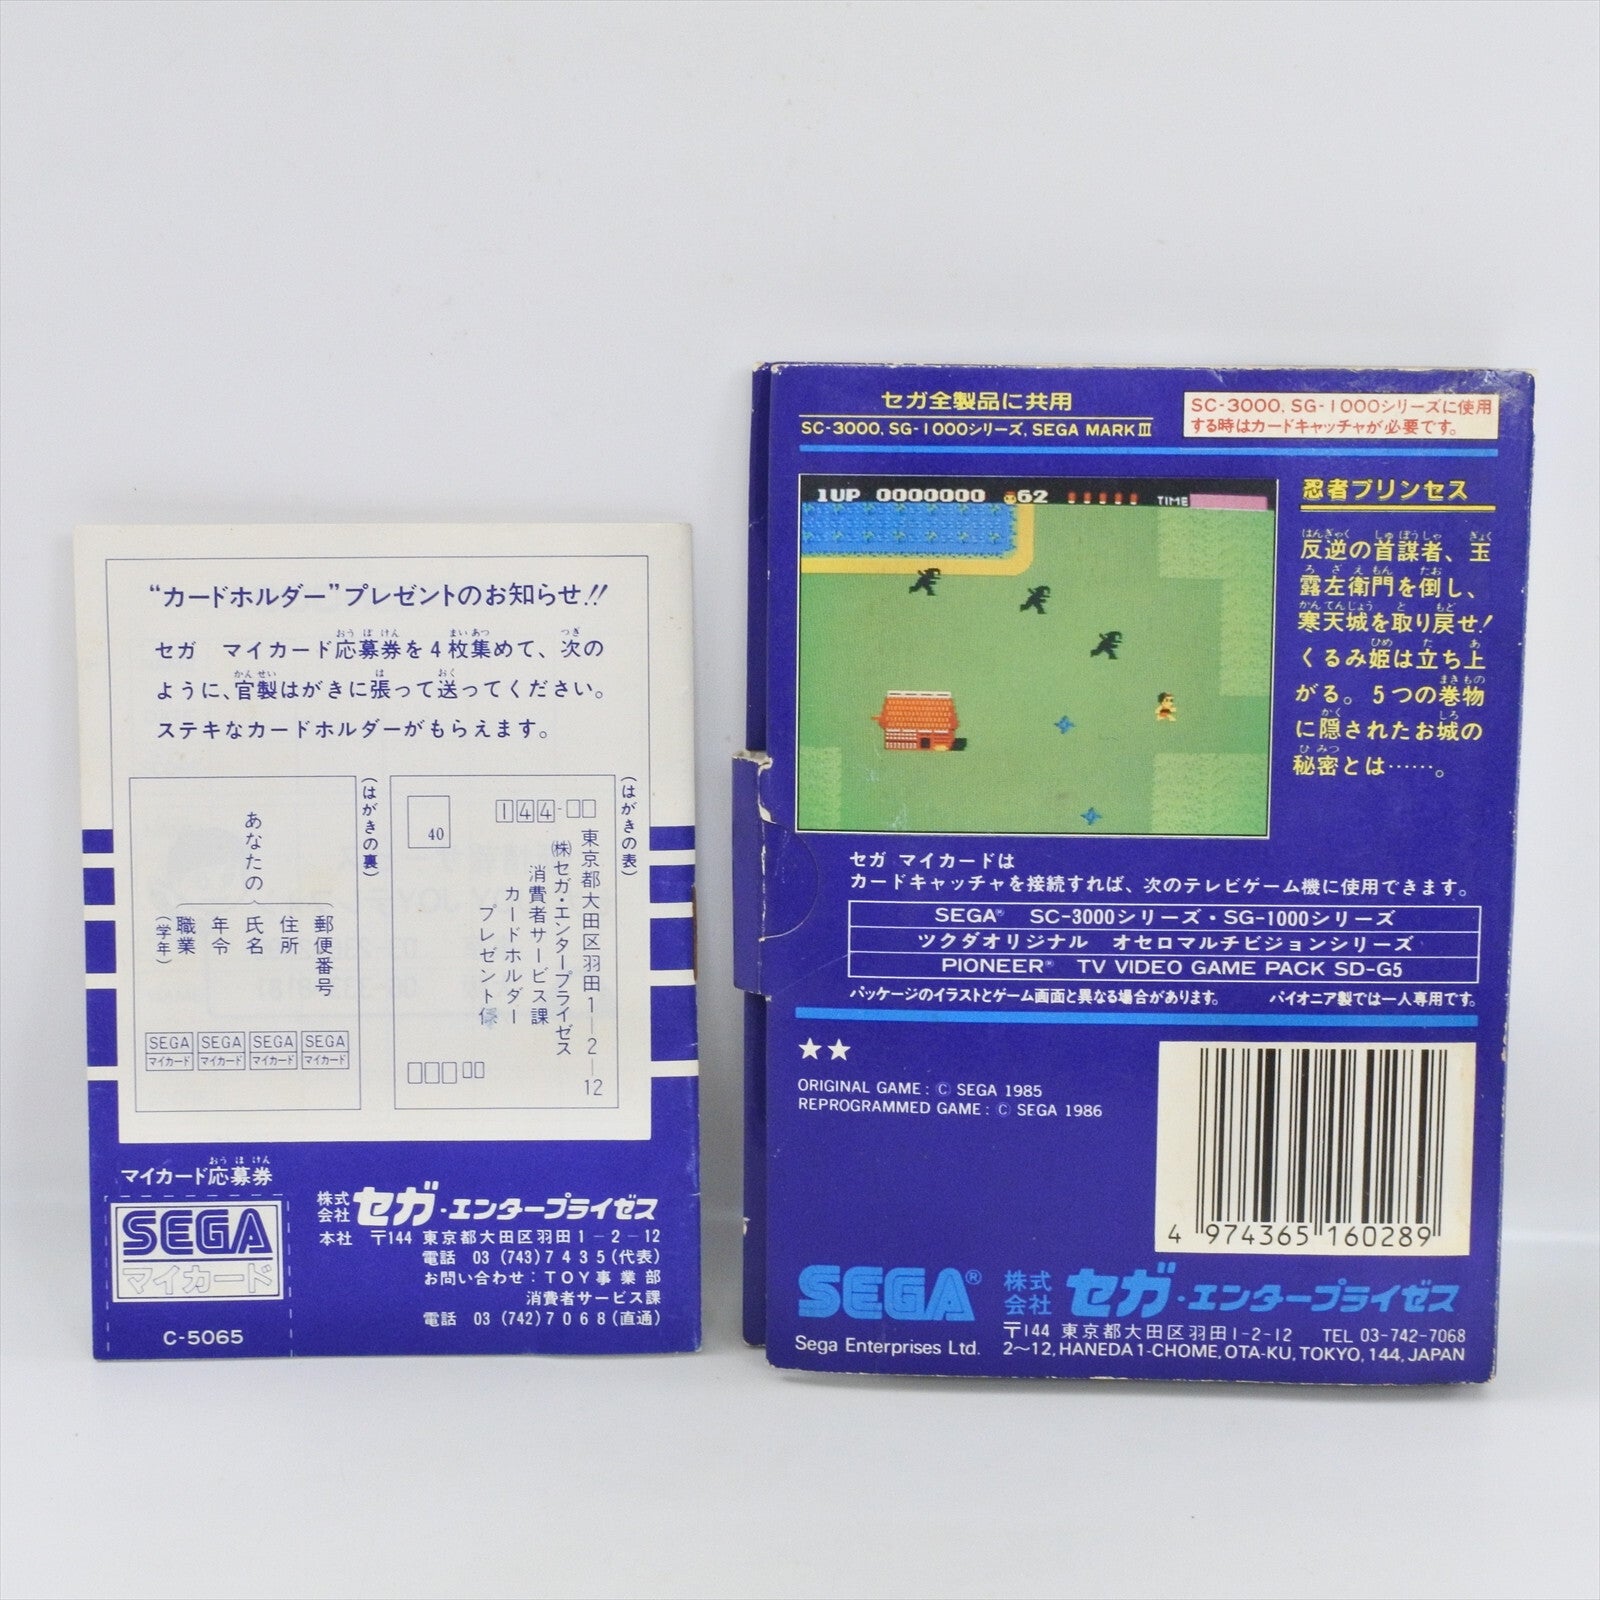 “カードホルダー”プレゼントのお知らせ!!
セガ マイカード応募券を4枚集めて、次の
ように、官製はがきに張って送ってください。
ステキなカードホルダーがもらえます。
(はがきの裏)
あなたの
郵便番号
住所
氏名
年令
職業
(学年)
SEGA マイカード
SEGA マイカード
SEGA マイカード
SEGA マイカード
(はがきの表)
40
144-□□
東京都大田区羽田1-2-12
(株)セガ・エンタープライゼス
消費者サービス課
カードホルダー
プレゼント係
マイカード応募券
SEGA
マイカード
C-5065
株式会社 セガ・エンタープライゼス
本社 〒144 東京都大田区羽田1-2-12
電話 03 (743) 7435(代表)
お問い合わせ:TOY事業部
消費者サービス課
電話 03 (742) 7068(直通)
セガ全製品に共用
SC-3000, SG-1000シリーズ, SEGA MARKⅢ
SC-3000, SG-1000シリーズに使用
する時はカードキャッチャが必要です。
1UP 0000000 62 TIME
忍者プリンセス
反逆の首謀者、玉
露左衛門を倒し、
寒天城を取り戻せ!
くるみ姫は立ち上
がる。5つの巻物
に隠されたお城の
秘密とは……。
セガ マイカードは
カードキャッチャを接続すれば、次のテレビゲーム機に使用できます。
SEGA® SC-3000シリーズ・SG-1000シリーズ
ツクダオリジナル オセロマルチビジョンシリーズ
PIONEER® TV VIDEO GAME PACK SD-G5
パッケージのイラストとゲーム画面と異なる場合があります。 パイオニア製では一人専用です。
★★
ORIGINAL GAME : © SEGA 1985
REPROGRAMMED GAME : © SEGA 1986
4 974365 160289
SEGA® 株式会社 セガ・エンタープライゼス
〒144 東京都大田区羽田1-2-12 TEL 03-742-7068
Sega Enterprises Ltd. 2〜12, HANEDA 1-CHOME, OTA-KU, TOKYO, 144, JAPAN